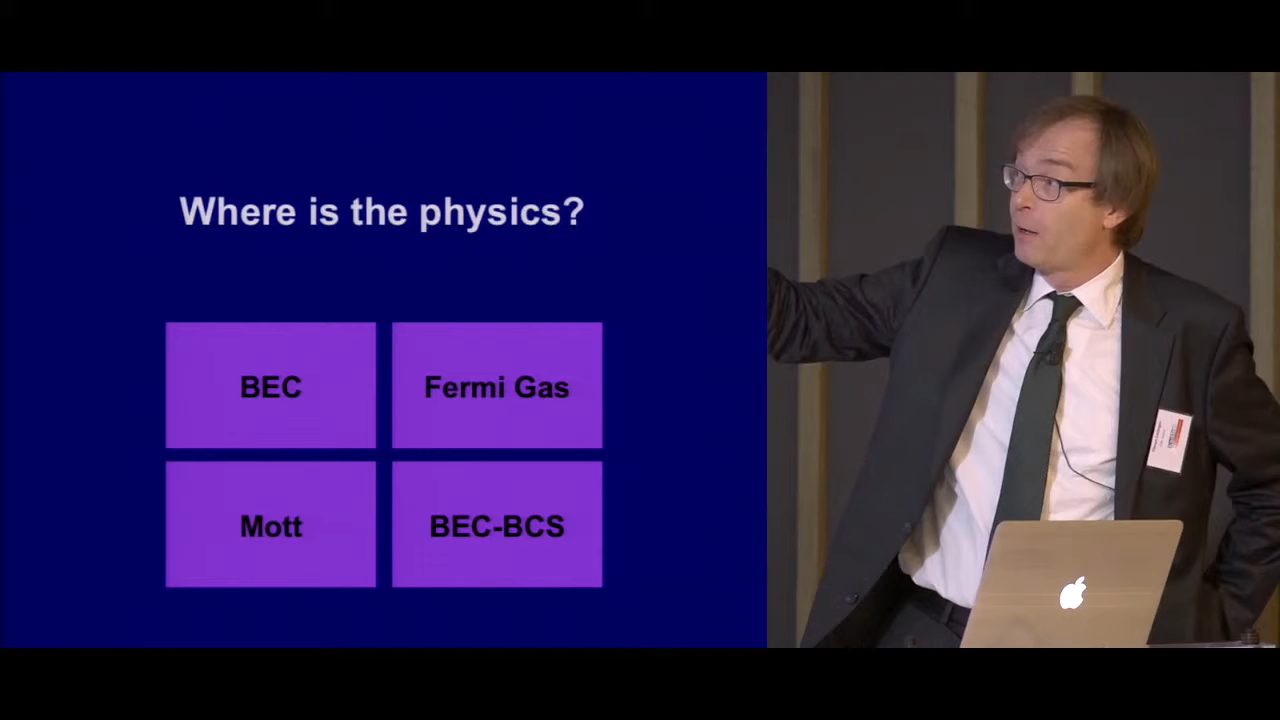 Where is the physics?
BEC
Fermi Gas
Mott
BEC-BCS